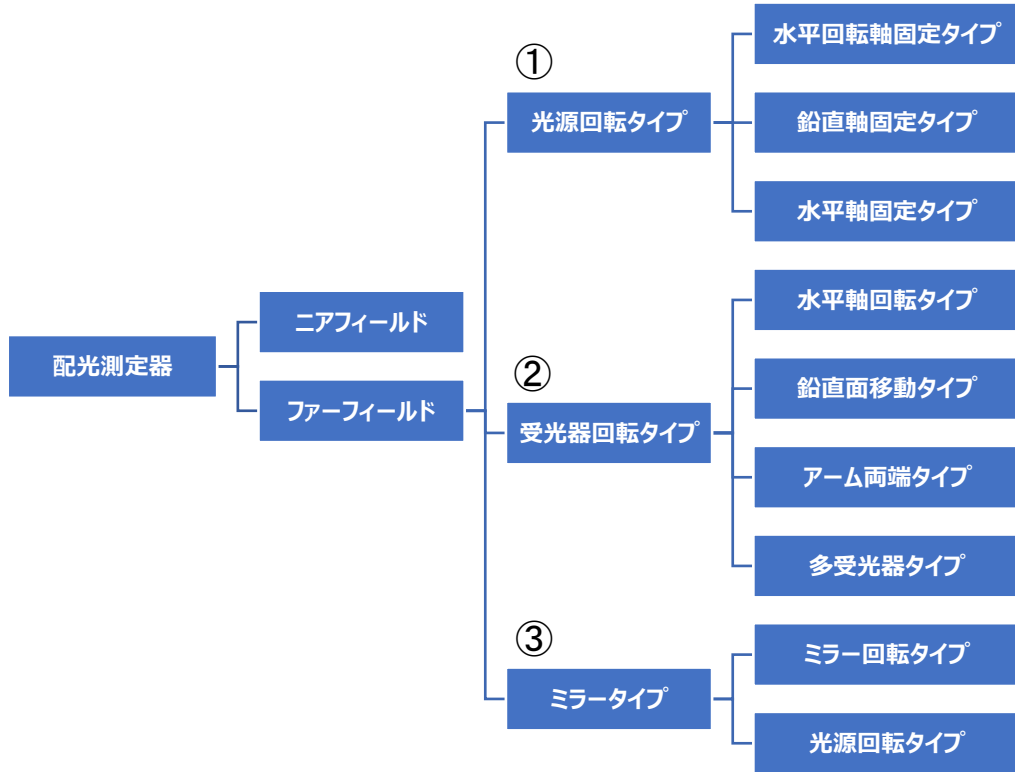 配光測定器
ニアフィールド
ファーフィールド
①
光源回転タイプ
水平回転軸固定タイプ
鉛直軸固定タイプ
水平軸固定タイプ
②
受光器回転タイプ
水平軸回転タイプ
鉛直面移動タイプ
アーム両端タイプ
多受光器タイプ
③
ミラータイプ
ミラー回転タイプ
光源回転タイプ